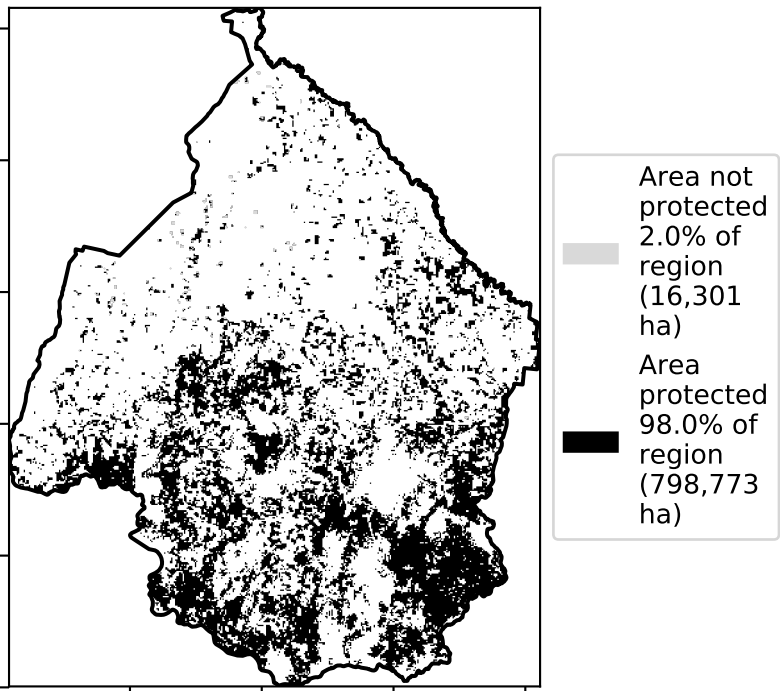 Area not
protected
2.0% of
region
(16,301
ha)
Area
protected
98.0% of
region
(798,773
ha)